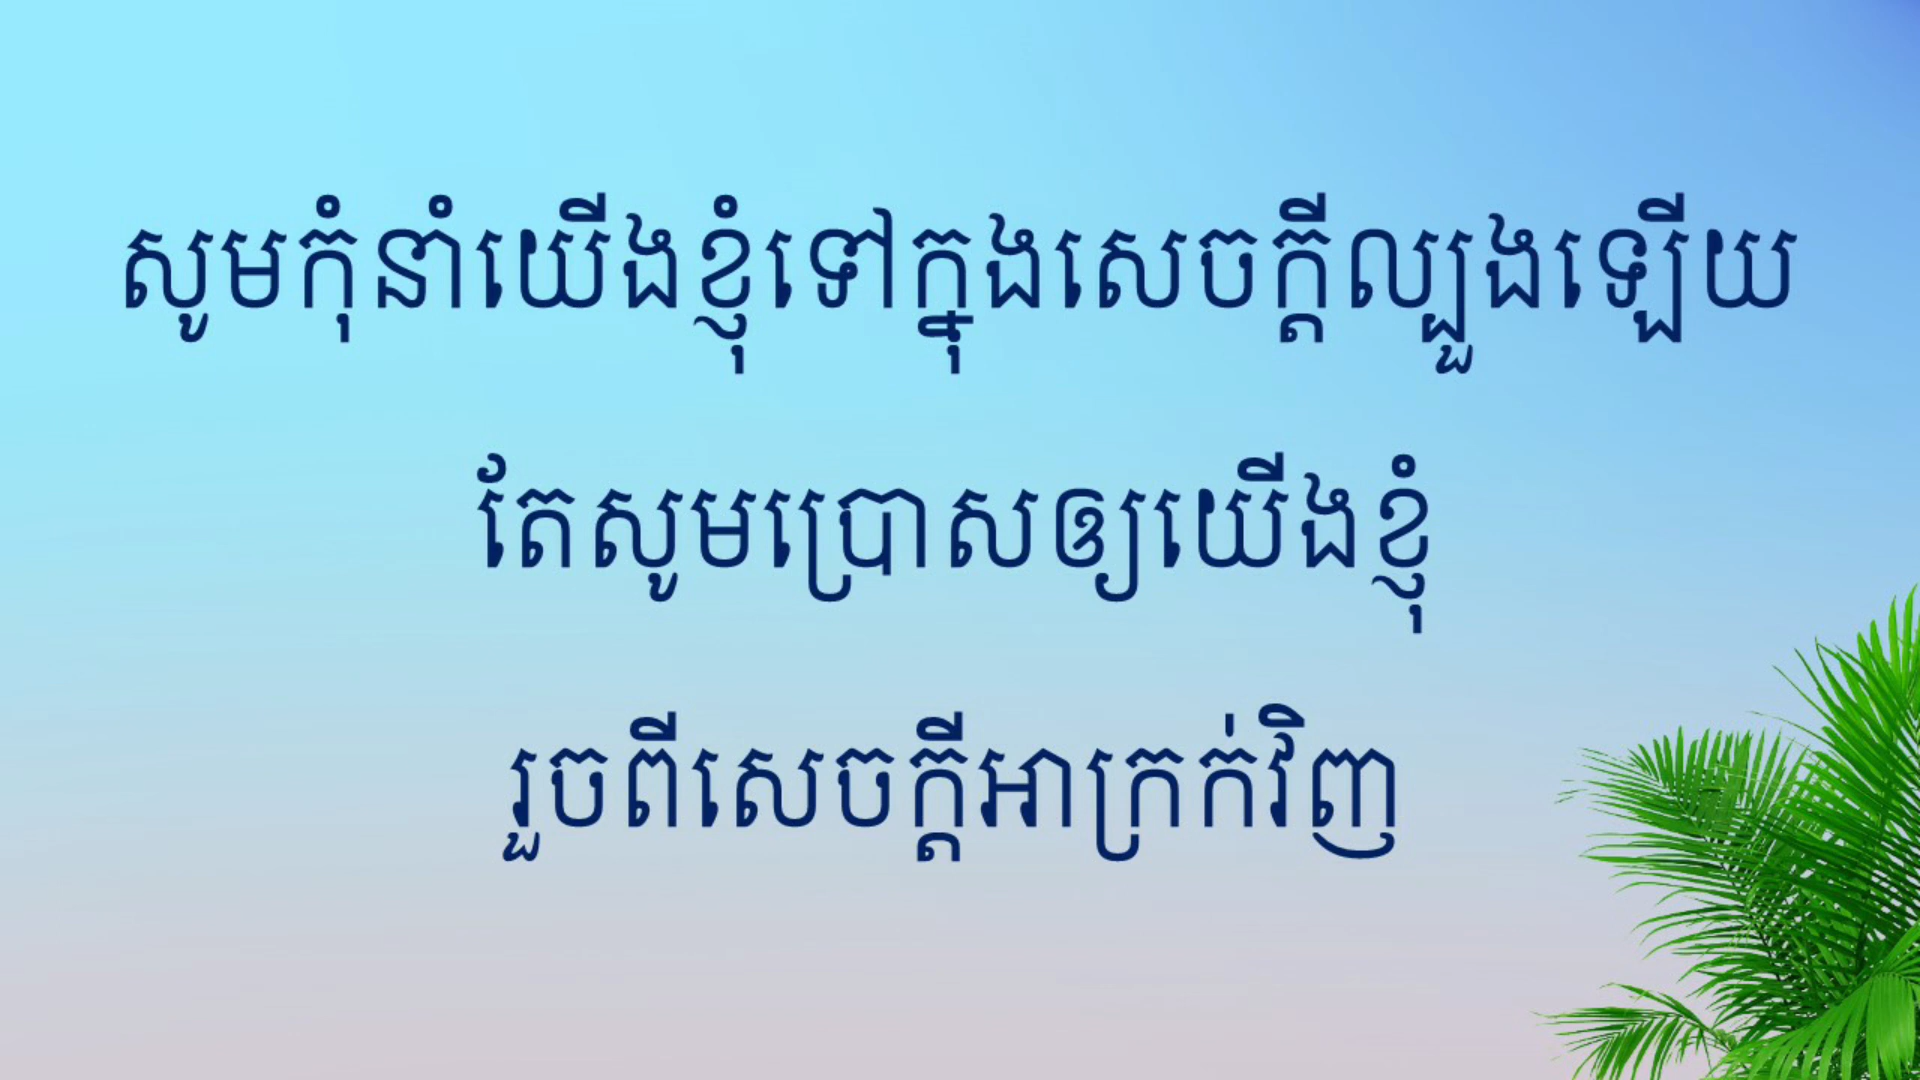 សូមកុំនាំយើងខ្ញុំទៅក្នុងសេចក្ដីល្បួងឡើយ
តែសូមប្រោសឲ្យយើងខ្ញុំ
រួចពីសេចក្ដីអាក្រក់វិញ